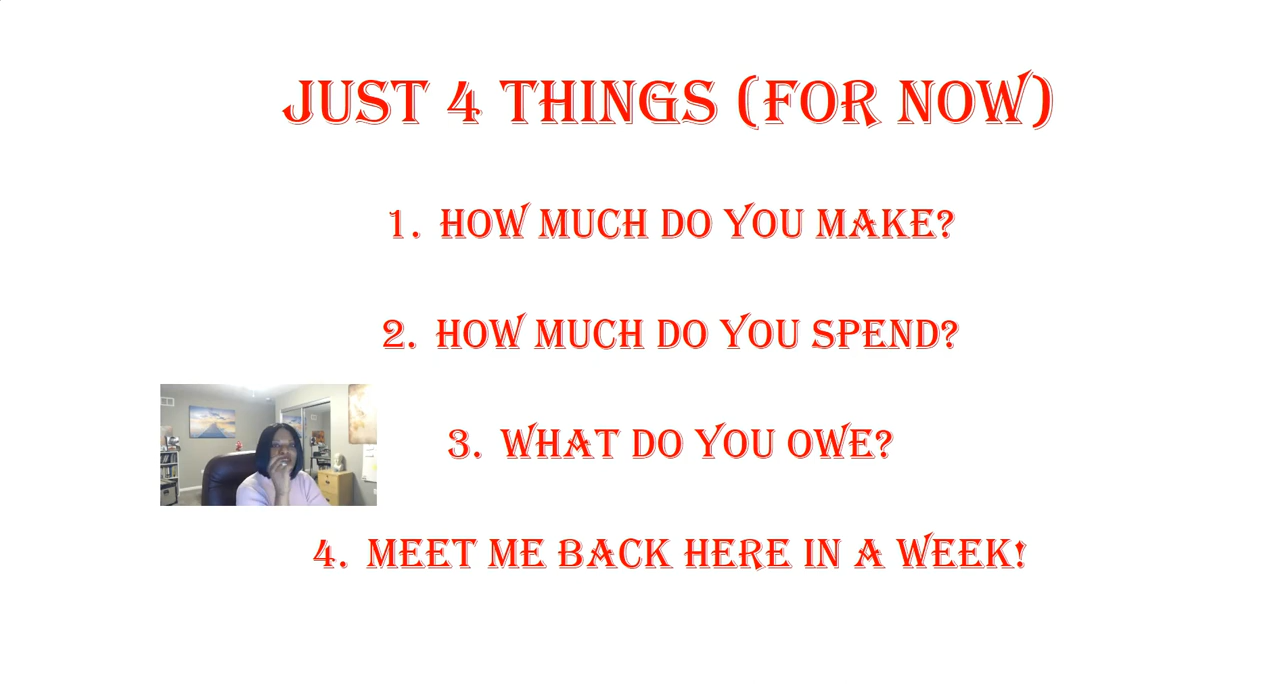 JUST 4 THINGS (FOR NOW)
1. HOW MUCH DO YOU MAKE?
2. HOW MUCH DO YOU SPEND?
3. WHAT DO YOU OWE?
4. MEET ME BACK HERE IN A WEEK!